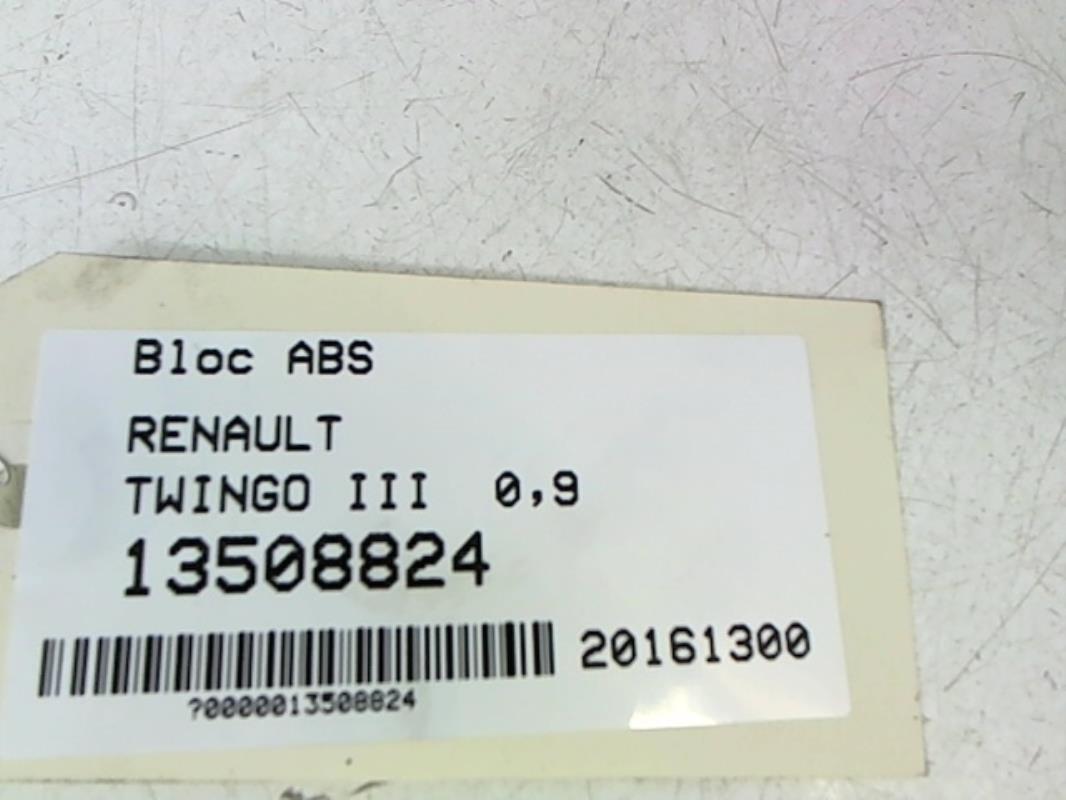 Bloc ABS
RENAULT
TWINGO III 0,9
13508824
20161300
?0000013508824